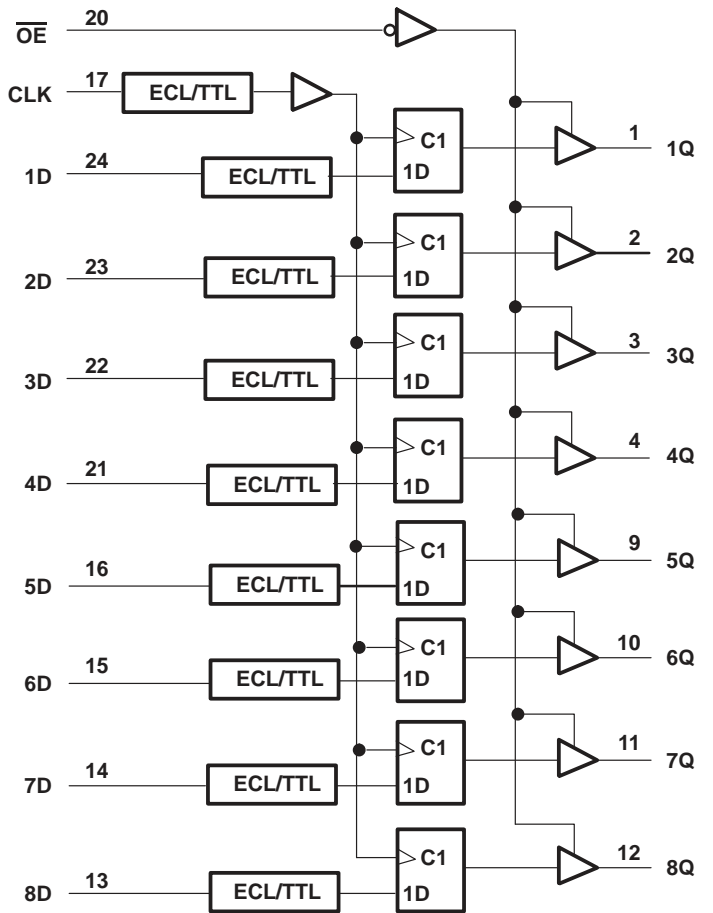 OE 20
CLK 17 ECL/TTL
C1 1 1Q
1D 24 ECL/TTL 1D
C1 2 2Q
2D 23 ECL/TTL 1D
C1 3 3Q
3D 22 ECL/TTL 1D
C1 4 4Q
4D 21 ECL/TTL 1D
C1 9 5Q
5D 16 ECL/TTL 1D
C1 10 6Q
6D 15 ECL/TTL 1D
C1 11 7Q
7D 14 ECL/TTL 1D
C1 12 8Q
8D 13 ECL/TTL 1D